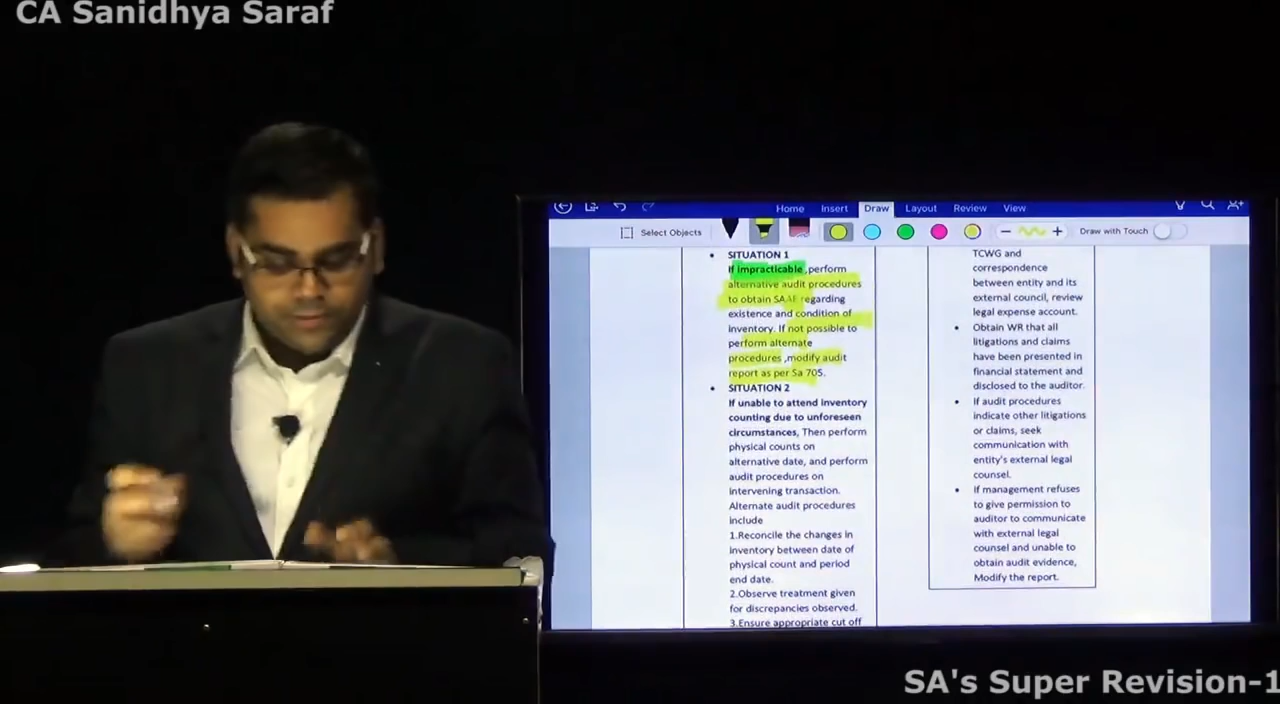 CA Sanidhya Saraf
Home Insert Draw Layout Review View
Select Objects
Draw with Touch
• SITUATION 1
If impracticable ,perform
alternative audit procedures
to obtain SAAE regarding
existence and condition of
inventory. If not possible to
perform alternate
procedures ,modify audit
report as per Sa 705.
• SITUATION 2
If unable to attend inventory
counting due to unforeseen
circumstances, Then perform
physical counts on
alternative date, and perform
audit procedures on
intervening transaction.
Alternate audit procedures
include
1.Reconcile the changes in
inventory between date of
physical count and period
end date.
2.Observe treatment given
for discrepancies observed.
3.Ensure appropriate cut off
TCWG and
correspondence
between entity and its
external council, review
legal expense account.
• Obtain WR that all
litigations and claims
have been presented in
financial statement and
disclosed to the auditor.
• If audit procedures
indicate other litigations
or claims, seek
communication with
entity's external legal
counsel.
• If management refuses
to give permission to
auditor to communicate
with external legal
counsel and unable to
obtain audit evidence,
Modify the report.
SA's Super Revision-1